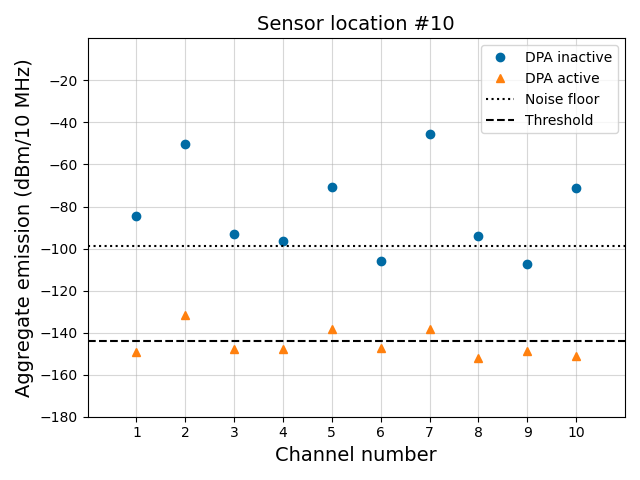 Sensor location #10
DPA inactive
DPA active
Noise floor
Threshold
Aggregate emission (dBm/10 MHz)
−20
−40
−60
−80
−100
−120
−140
−160
−180
1 2 3 4 5 6 7 8 9 10
Channel number